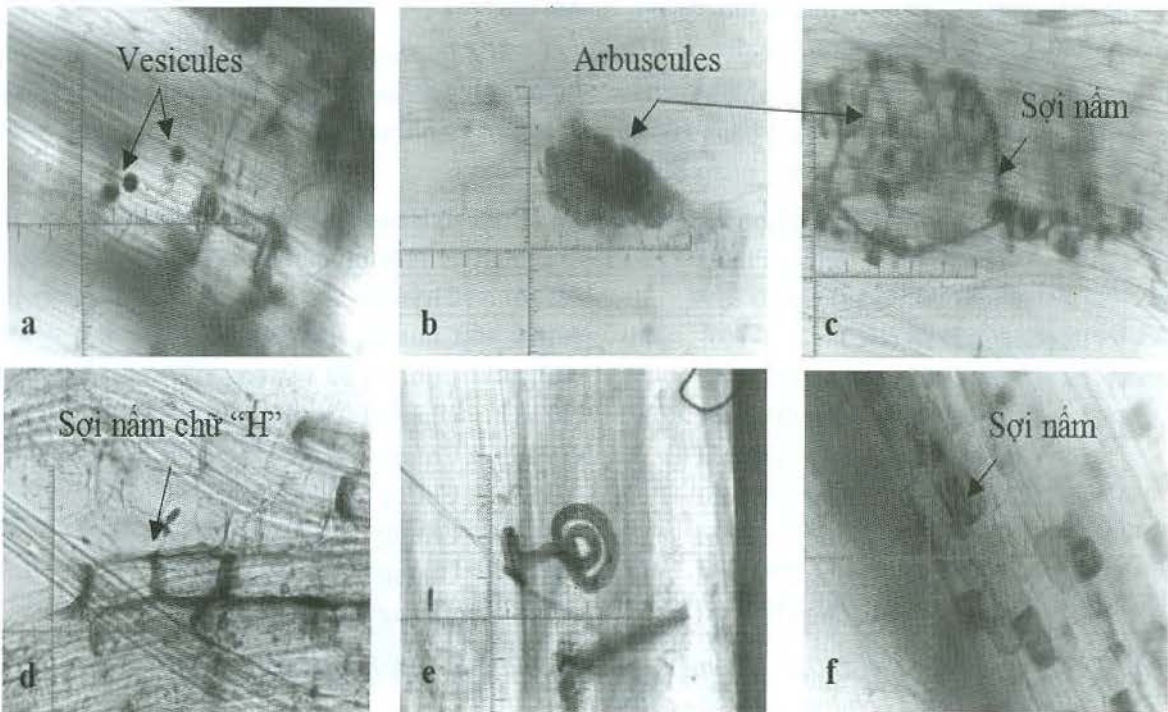 Vesicules
Arbuscules
Sợi nấm
a
b
c
Sợi nấm chữ “H”
Sợi nấm
d
e
f